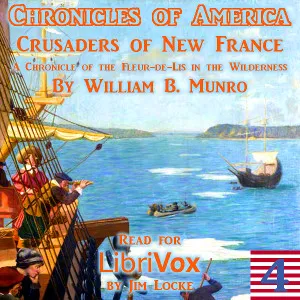 Chronicles of America
Crusaders of New France
A Chronicle of the Fleur-de-Lis in the Wilderness
By William B. Munro
Read for
LibriVox
by Jim Locke
4